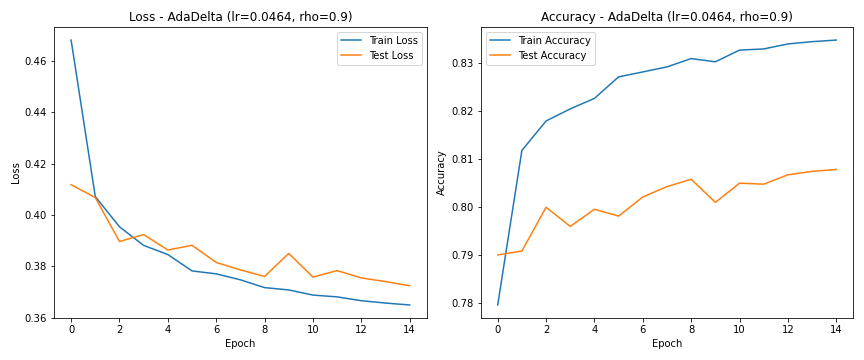 Loss - AdaDelta (lr=0.0464, rho=0.9)
Train Loss
Test Loss
0.46
0.44
0.42
0.40
0.38
0.36
Loss
0 2 4 6 8 10 12 14
Epoch
Accuracy - AdaDelta (lr=0.0464, rho=0.9)
Train Accuracy
Test Accuracy
0.83
0.82
0.81
0.80
0.79
0.78
Accuracy
0 2 4 6 8 10 12 14
Epoch